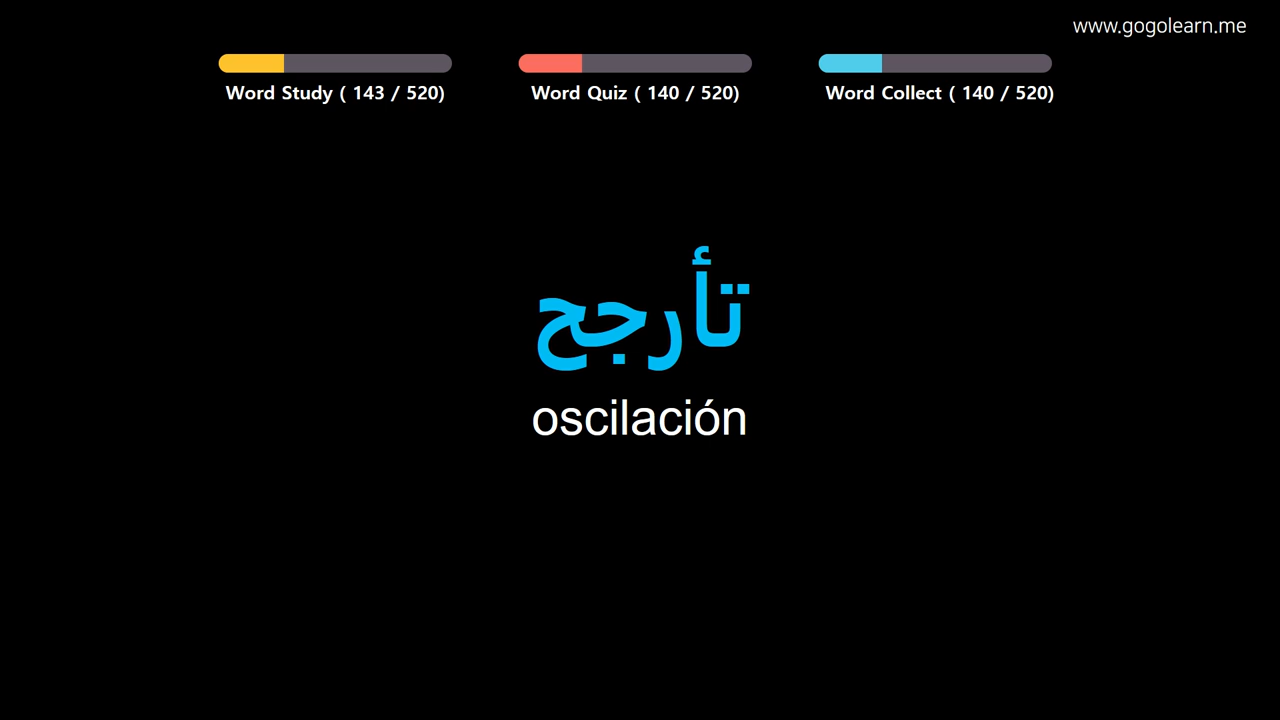 www.gogolearn.me
Word Study ( 143 / 520)
Word Quiz ( 140 / 520)
Word Collect ( 140 / 520)
تأرجح
oscilación